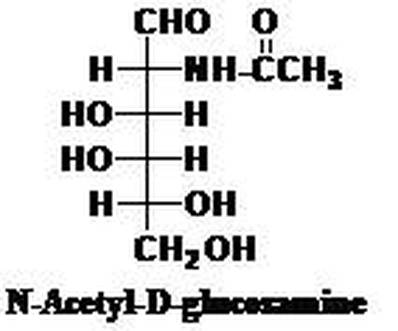 CHO O
H NH-CCH₃
HO H
HO H
H OH
CH₂OH
N-Acetyl-D-glucosamine